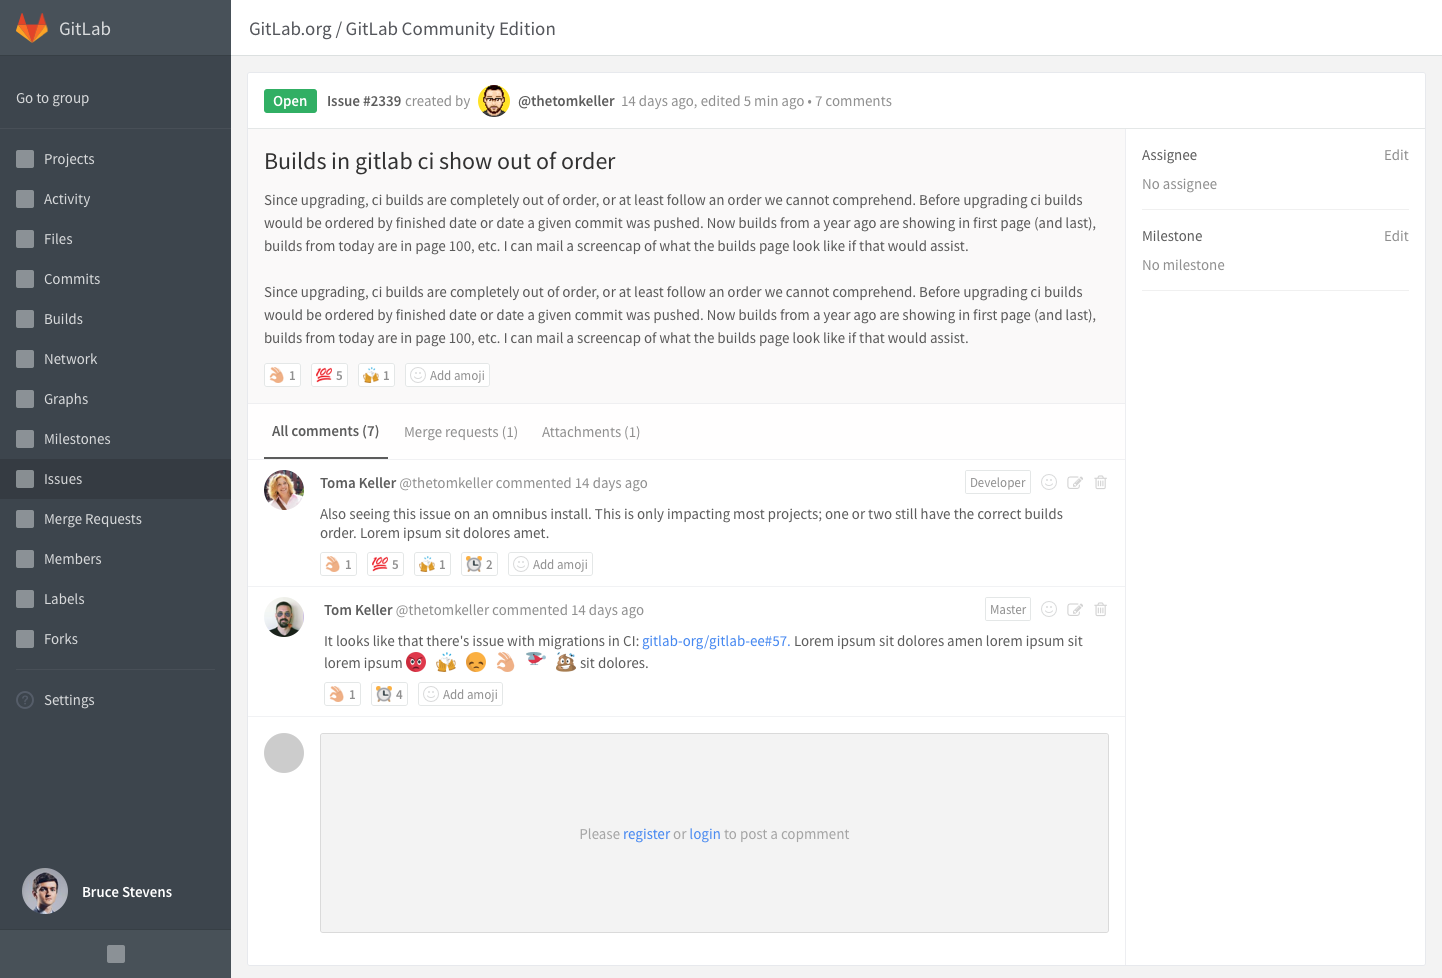 GitLab
GitLab.org / GitLab Community Edition
Go to group
Projects
Activity
Files
Commits
Builds
Network
Graphs
Milestones
Issues
Merge Requests
Members
Labels
Forks
? Settings
Bruce Stevens
Open Issue #2339 created by @thetomkeller 14 days ago, edited 5 min ago • 7 comments
Builds in gitlab ci show out of order
Since upgrading, ci builds are completely out of order, or at least follow an order we cannot comprehend. Before upgrading ci builds
would be ordered by finished date or date a given commit was pushed. Now builds from a year ago are showing in first page (and last),
builds from today are in page 100, etc. I can mail a screencap of what the builds page look like if that would assist.
Since upgrading, ci builds are completely out of order, or at least follow an order we cannot comprehend. Before upgrading ci builds
would be ordered by finished date or date a given commit was pushed. Now builds from a year ago are showing in first page (and last),
builds from today are in page 100, etc. I can mail a screencap of what the builds page look like if that would assist.
👌 1 💯 5 🍻 1 Add amoji
All comments (7) Merge requests (1) Attachments (1)
Toma Keller @thetomkeller commented 14 days ago Developer
Also seeing this issue on an omnibus install. This is only impacting most projects; one or two still have the correct builds
order. Lorem ipsum sit dolores amet.
👌 1 💯 5 🍻 1 ⏰ 2 Add amoji
Tom Keller @thetomkeller commented 14 days ago Master
It looks like that there's issue with migrations in CI: gitlab-org/gitlab-ee#57. Lorem ipsum sit dolores amen lorem ipsum sit
lorem ipsum 😡 🍻 😞 👌 🚁 💩 sit dolores.
👌 1 ⏰ 4 Add amoji
Please register or login to post a copmment
Assignee Edit
No assignee
Milestone Edit
No milestone